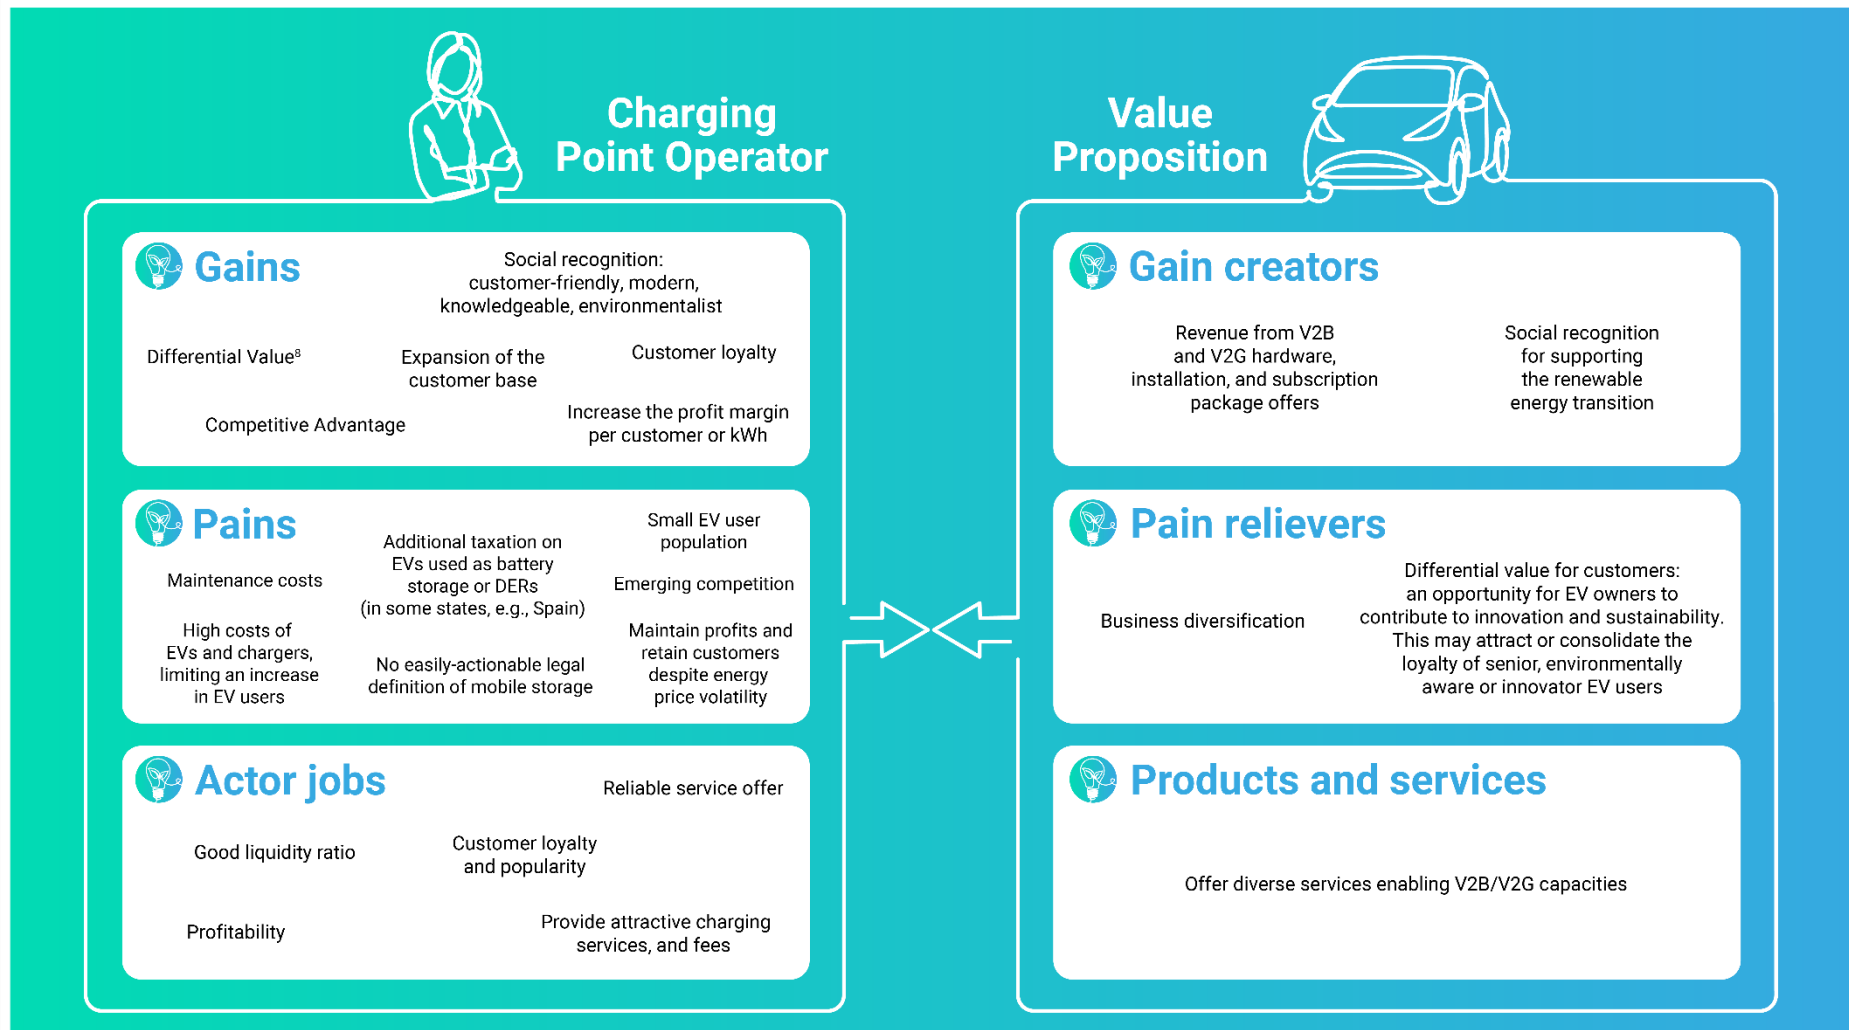 Charging
Point Operator
Gains
Social recognition:
customer-friendly, modern,
knowledgeable, environmentalist
Differential Value⁸
Expansion of the
customer base
Customer loyalty
Competitive Advantage
Increase the profit margin
per customer or kWh
Pains
Small EV user
population
Additional taxation on
EVs used as battery
storage or DERs
(in some states, e.g., Spain)
Maintenance costs
Emerging competition
High costs of
EVs and chargers,
limiting an increase
in EV users
No easily-actionable legal
definition of mobile storage
Maintain profits and
retain customers
despite energy
price volatility
Actor jobs
Reliable service offer
Good liquidity ratio
Customer loyalty
and popularity
Profitability
Provide attractive charging
services, and fees
Value
Proposition
Gain creators
Revenue from V2B
and V2G hardware,
installation, and subscription
package offers
Social recognition
for supporting
the renewable
energy transition
Pain relievers
Business diversification
Differential value for customers:
an opportunity for EV owners to
contribute to innovation and sustainability.
This may attract or consolidate the
loyalty of senior, environmentally
aware or innovator EV users
Products and services
Offer diverse services enabling V2B/V2G capacities